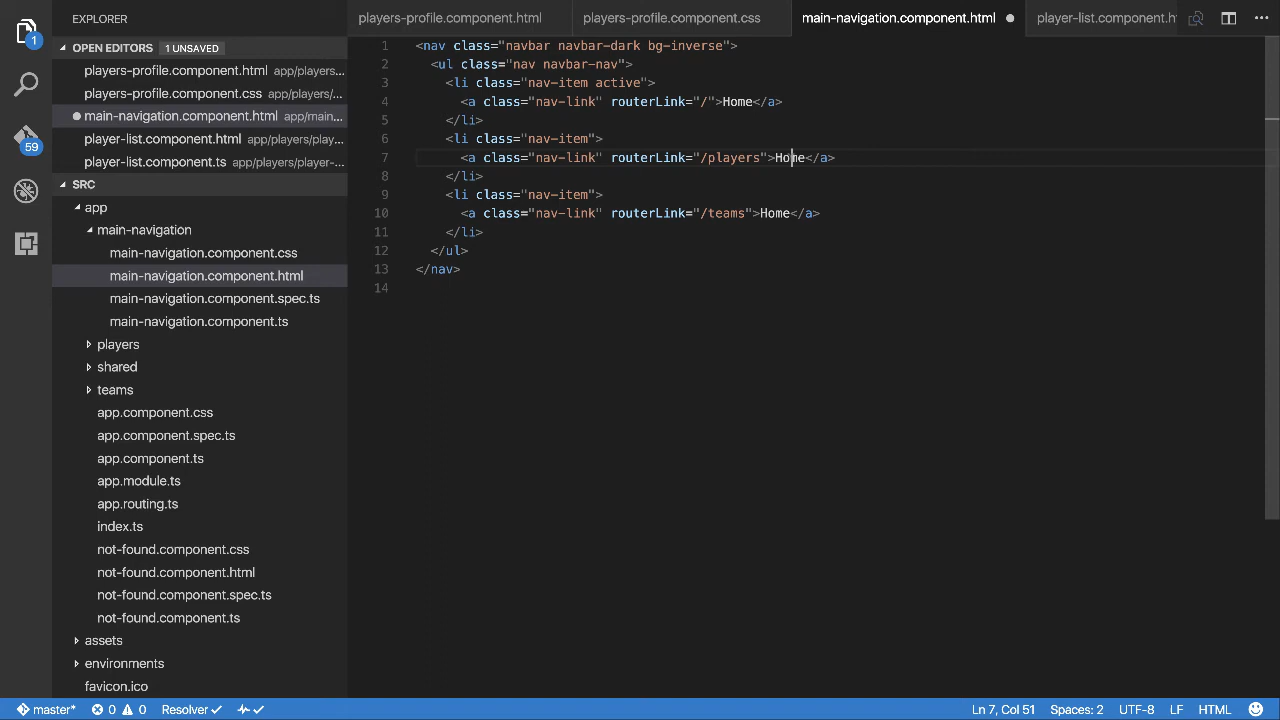 EXPLORER
OPEN EDITORS 1 UNSAVED
players-profile.component.html app/players...
players-profile.component.css app/players/...
main-navigation.component.html app/main...
player-list.component.html app/players/play...
player-list.component.ts app/players/player-...
SRC
app
main-navigation
main-navigation.component.css
main-navigation.component.html
main-navigation.component.spec.ts
main-navigation.component.ts
players
shared
teams
app.component.css
app.component.spec.ts
app.component.ts
app.module.ts
app.routing.ts
index.ts
not-found.component.css
not-found.component.html
not-found.component.spec.ts
not-found.component.ts
assets
environments
favicon.ico
1
59
players-profile.component.html
players-profile.component.css
main-navigation.component.html
player-list.component.h
1 <nav class="navbar navbar-dark bg-inverse">
2 <ul class="nav navbar-nav">
3 <li class="nav-item active">
4 <a class="nav-link" routerLink="/">Home</a>
5 </li>
6 <li class="nav-item">
7 <a class="nav-link" routerLink="/players">Home</a>
8 </li>
9 <li class="nav-item">
10 <a class="nav-link" routerLink="/teams">Home</a>
11 </li>
12 </ul>
13 </nav>
14
master* 0 0 Resolver Ln 7, Col 51 Spaces: 2 UTF-8 LF HTML